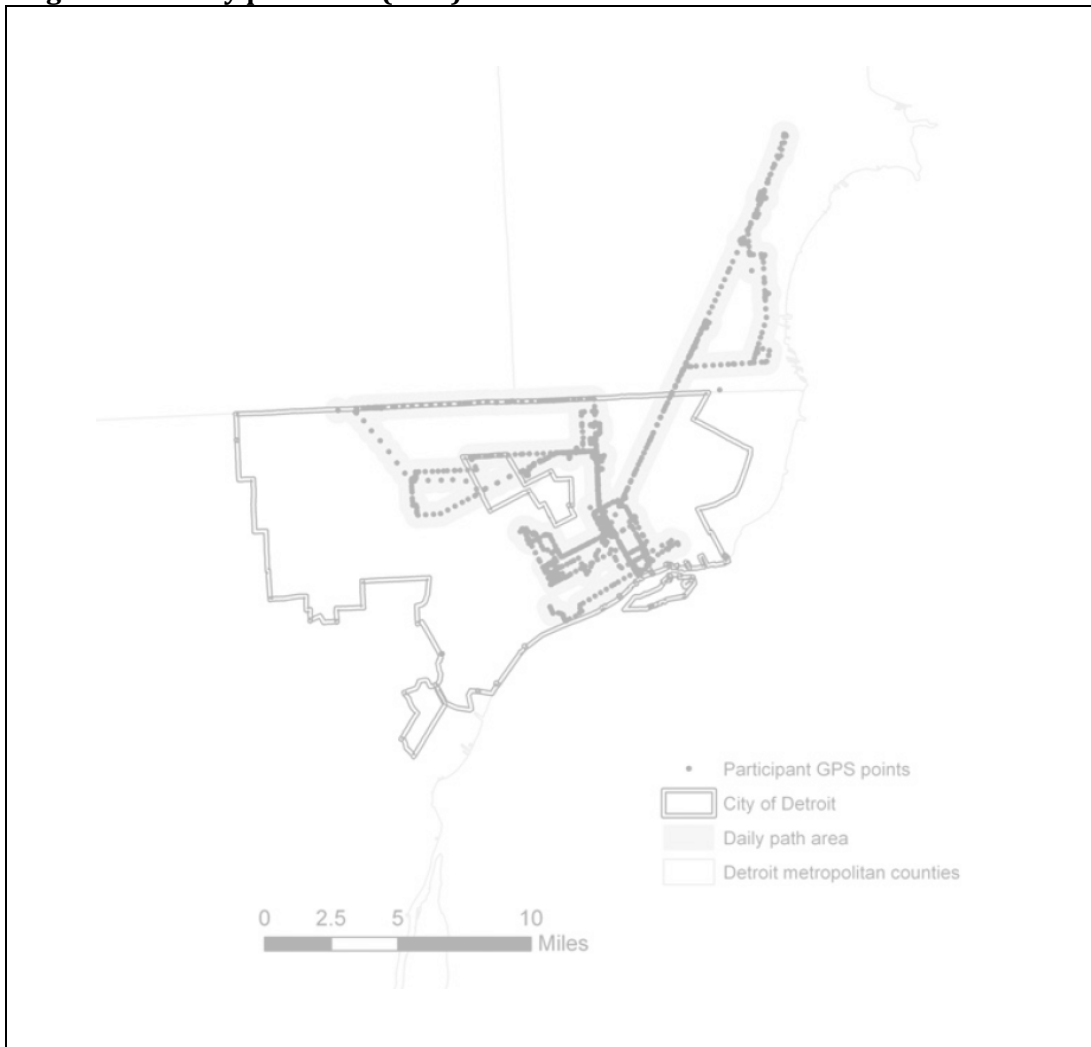 Participant GPS points
City of Detroit
Daily path area
Detroit metropolitan counties
0 2.5 5 10
Miles